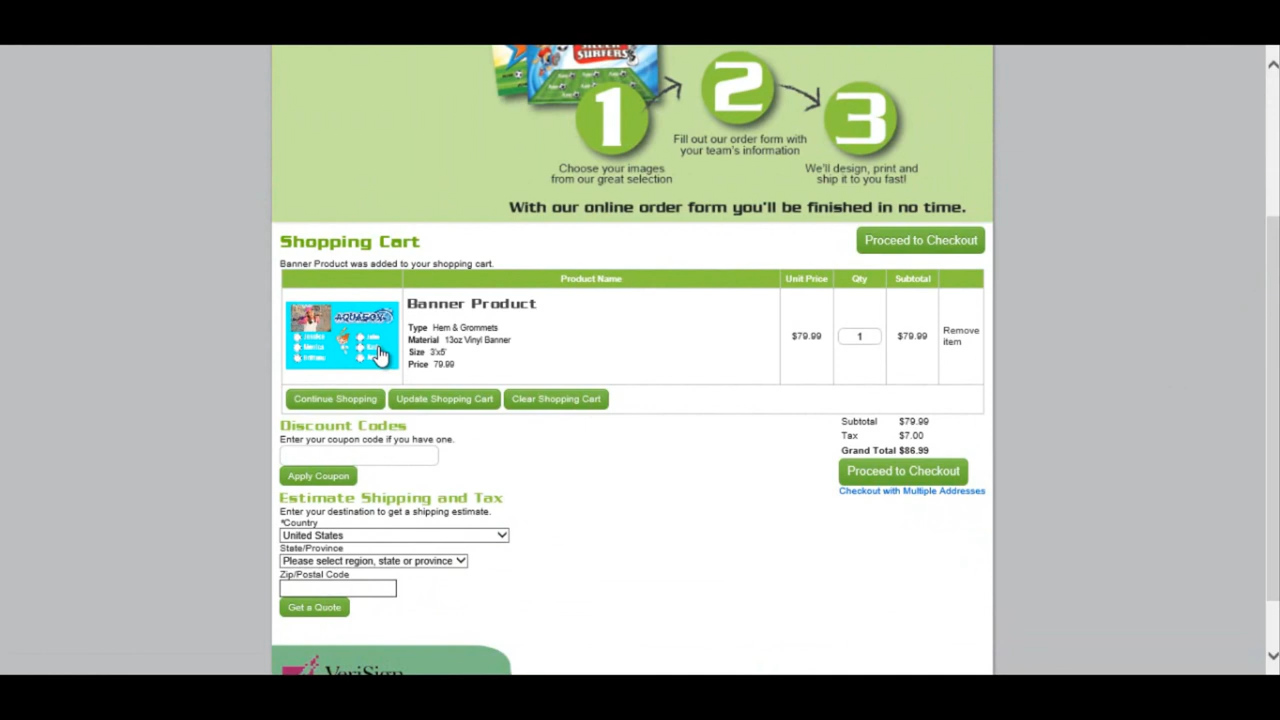 SURFERS
1
2
3
Fill out our order form with
your team's information
Choose your images
from our great selection
We'll design, print and
ship it to you fast!
With our online order form you'll be finished in no time.
Shopping Cart
Proceed to Checkout
Banner Product was added to your shopping cart.
Product Name Unit Price Qty Subtotal
Banner Product
Type Hem & Grommets
Material 13oz Vinyl Banner
Size 3'x5'
Price 79.99
$79.99 1 $79.99 Remove item
Continue Shopping Update Shopping Cart Clear Shopping Cart
Discount Codes
Enter your coupon code if you have one.
Apply Coupon
Subtotal $79.99
Tax $7.00
Grand Total $86.99
Proceed to Checkout
Checkout with Multiple Addresses
Estimate Shipping and Tax
Enter your destination to get a shipping estimate.
*Country
United States
State/Province
Please select region, state or province
Zip/Postal Code
Get a Quote
VeriSign